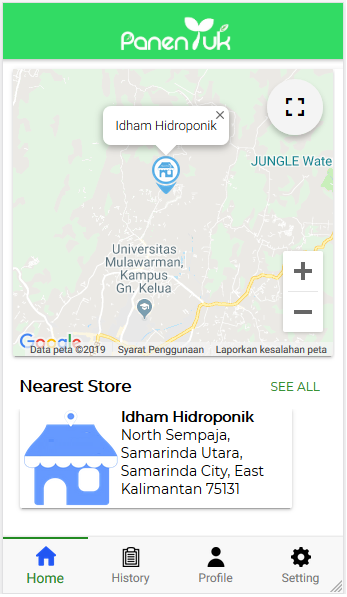 PanenYuk
Idham Hidroponik
JUNGLE Wate
Universitas
Mulawarman,
Kampus
Gn. Kelua
Google
Data peta ©2019 Syarat Penggunaan Laporkan kesalahan peta
Nearest Store SEE ALL
Idham Hidroponik
North Sempaja,
Samarinda Utara,
Samarinda City, East
Kalimantan 75131
Home History Profile Setting